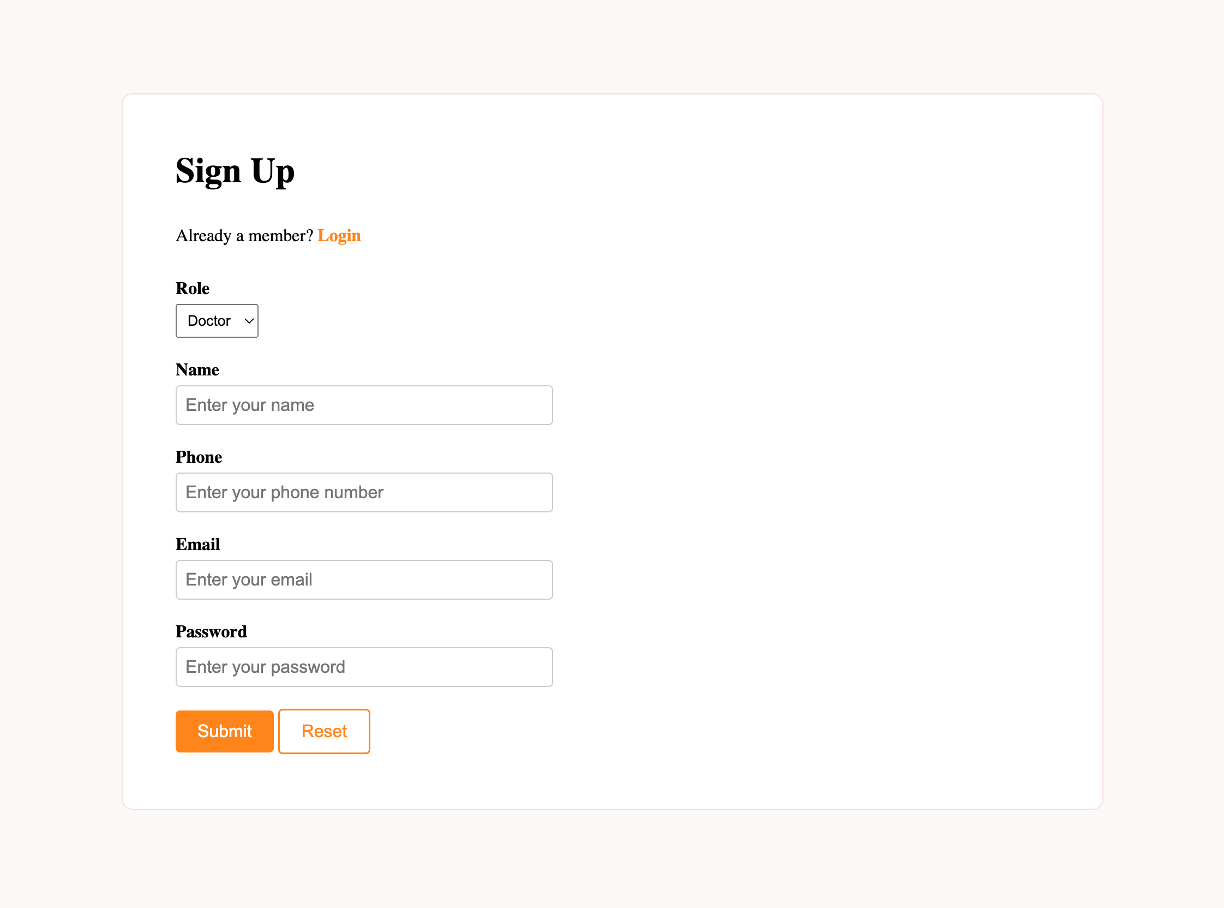 Sign Up
Already a member? Login
Role
Doctor
Name
Enter your name
Phone
Enter your phone number
Email
Enter your email
Password
Enter your password
Submit Reset